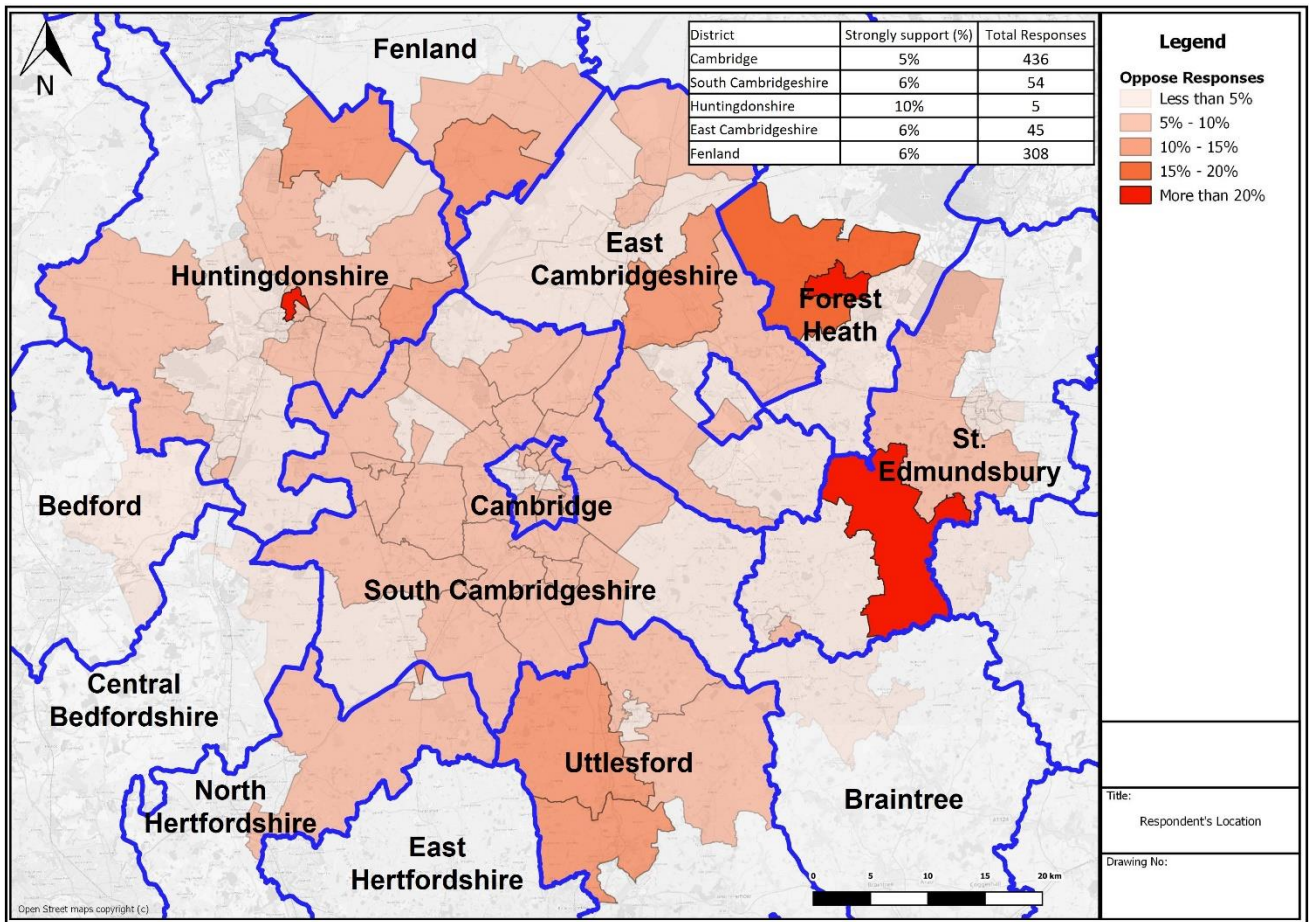 Fenland
N
District Strongly support (%) Total Responses
Cambridge 5% 436
South Cambridgeshire 6% 54
Huntingdonshire 10% 5
East Cambridgeshire 6% 45
Fenland 6% 308
Legend
Oppose Responses
Less than 5%
5% - 10%
10% - 15%
15% - 20%
More than 20%
East
Cambridgeshire
Huntingdonshire
Forest
Heath
St.
Edmundsbury
Bedford
Cambridge
South Cambridgeshire
Central
Bedfordshire
Uttlesford
North
Hertfordshire
Braintree
East
Hertfordshire
Title:
Respondent's Location
Drawing No:
0 5 10 15 20 km
Open Street maps copyright (c)